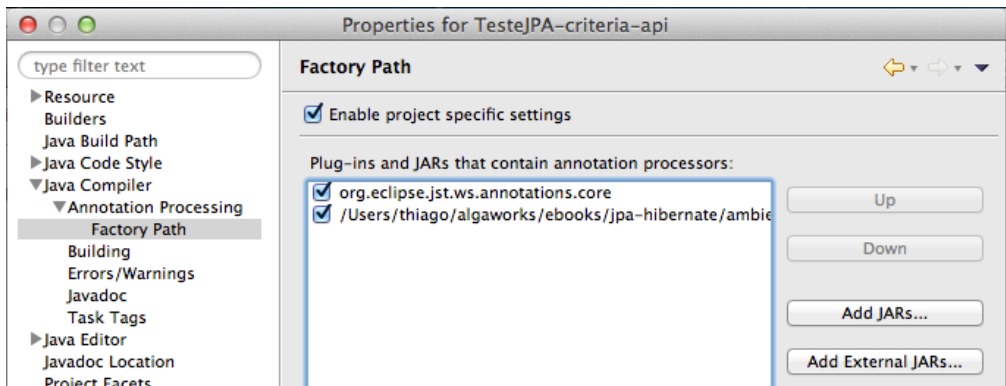 Properties for TesteJPA-criteria-api
type filter text
Resource
Builders
Java Build Path
Java Code Style
Java Compiler
Annotation Processing
Factory Path
Building
Errors/Warnings
Javadoc
Task Tags
Java Editor
Javadoc Location
Project Facets
Factory Path
Enable project specific settings
Plug-ins and JARs that contain annotation processors:
org.eclipse.jst.ws.annotations.core
/Users/thiago/algaworks/ebooks/jpa-hibernate/ambie
Up
Down
Add JARs...
Add External JARs...